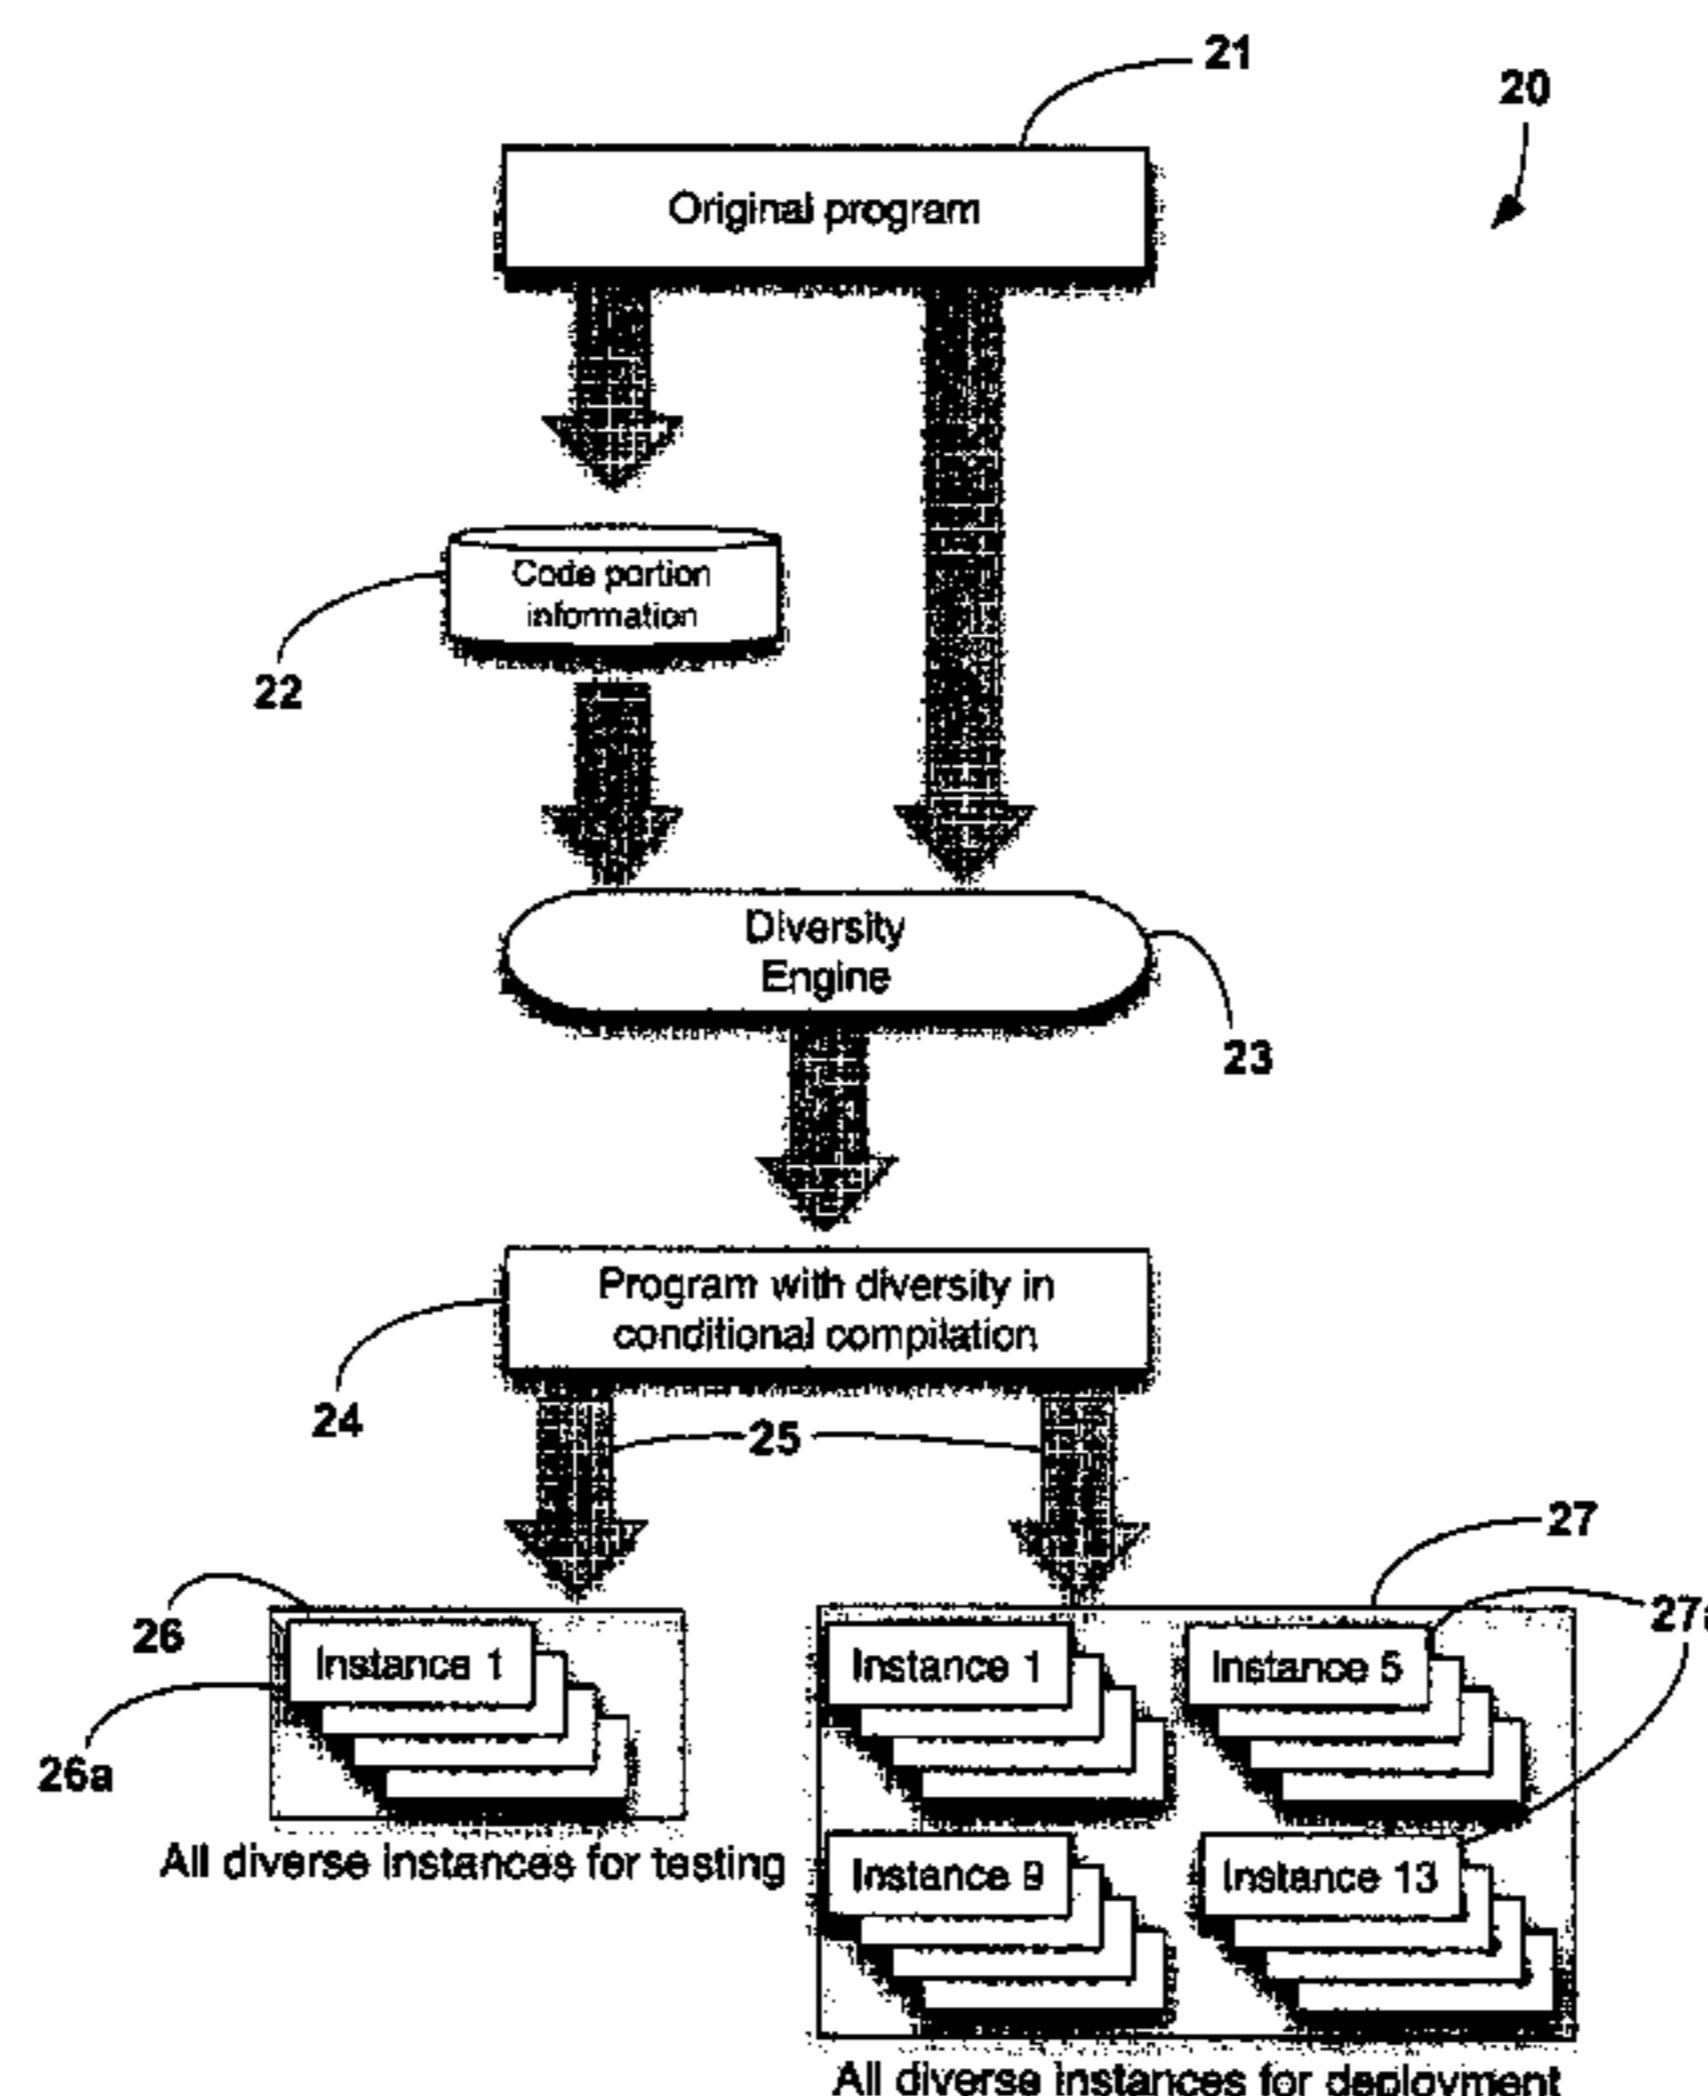 21
20
Original program
Code portion
information
22
Diversity
Engine
23
Program with diversity in
conditional compilation
24
25
27
26
27a
Instance 1
Instance 1
Instance 5
26a
All diverse instances for testing
Instance 9
Instance 13
All diverse instances for deployment